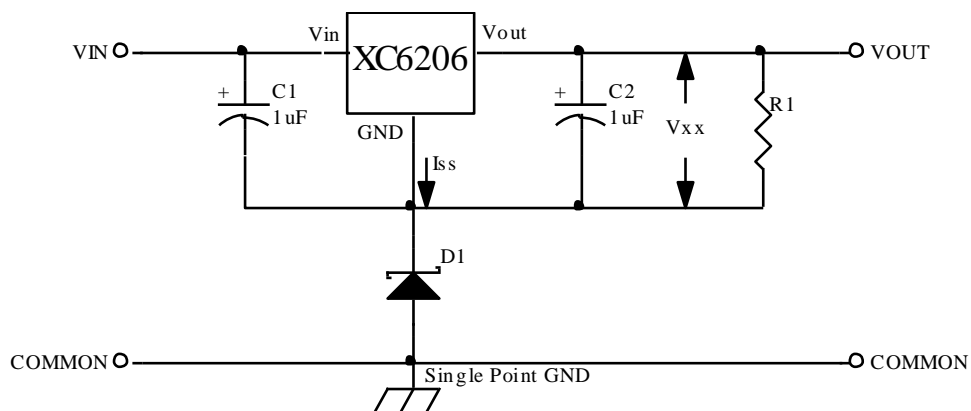 VIN
Vin
XC6206
Vout
VOUT
+
C1
1uF
GND
Iss
+
C2
1uF
Vxx
R1
D1
COMMON
Single Point GND
COMMON